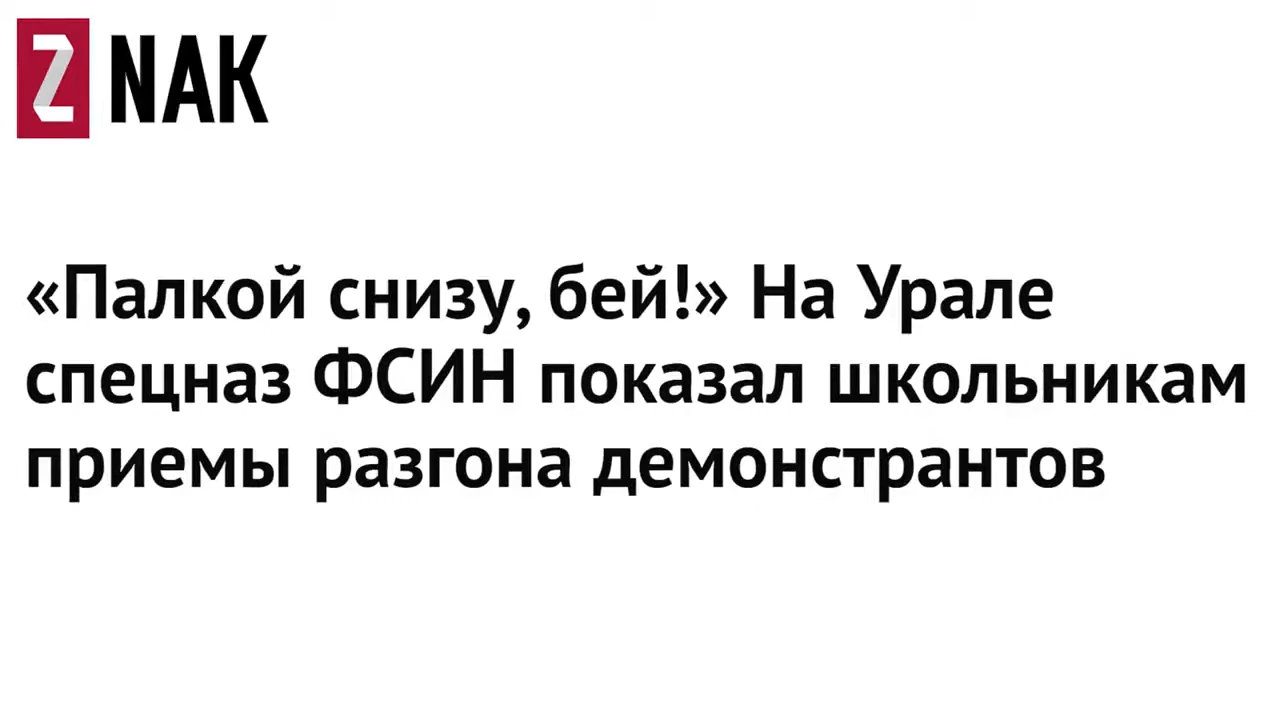 ZNAK
«Палкой снизу, бей!» На Урале
спецназ ФСИН показал школьникам
приемы разгона демонстрантов